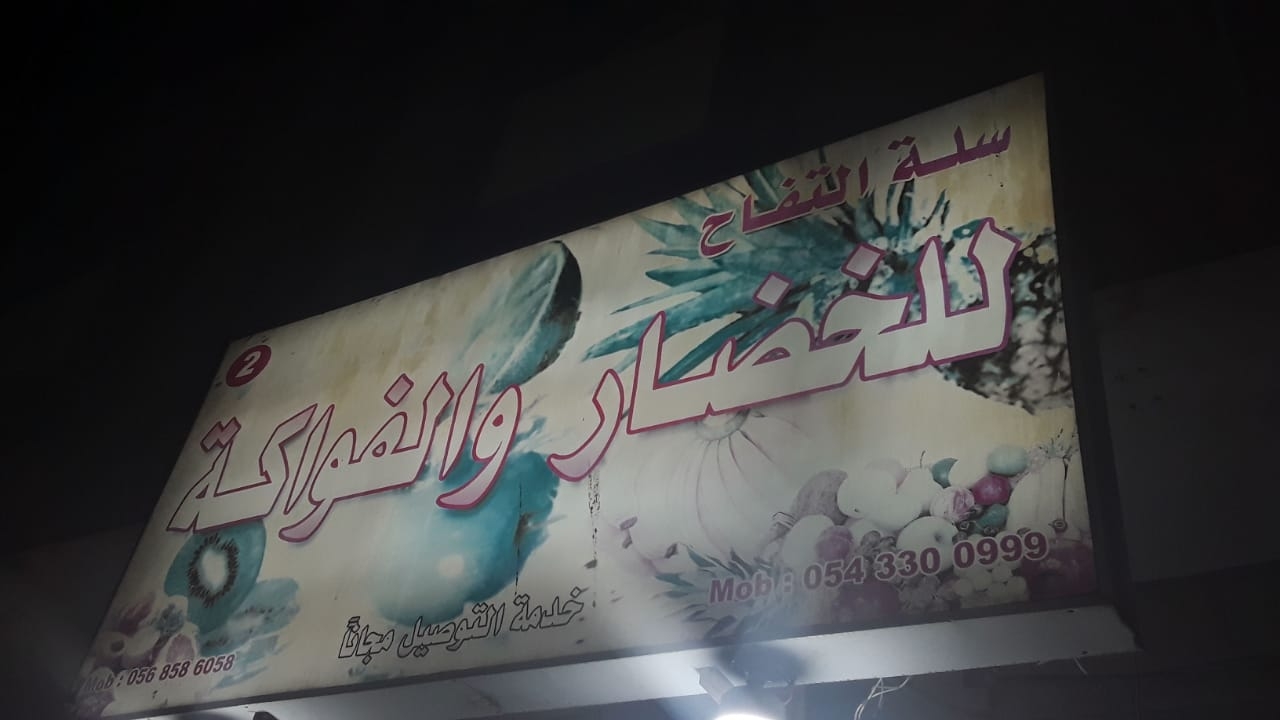 سلة التفاح
للخضار والفواكة
2
خدمة التوصيل مجاناً
Mob : 054 330 0999
Mob : 056 858 6058